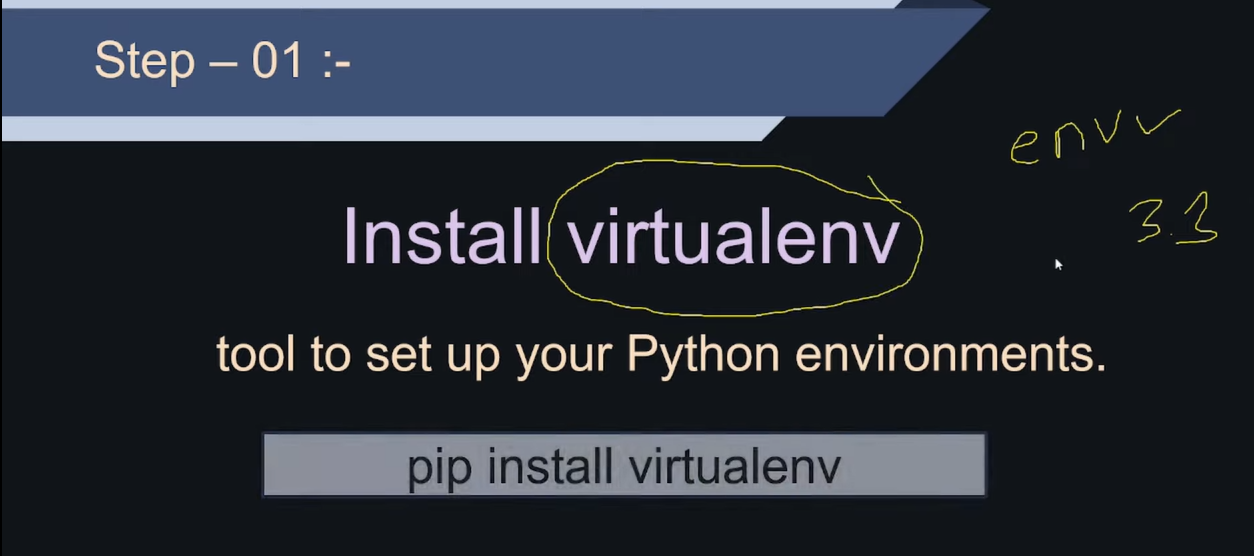 Step – 01 :-
envv
3.1
Install virtualenv
tool to set up your Python environments.
pip install virtualenv